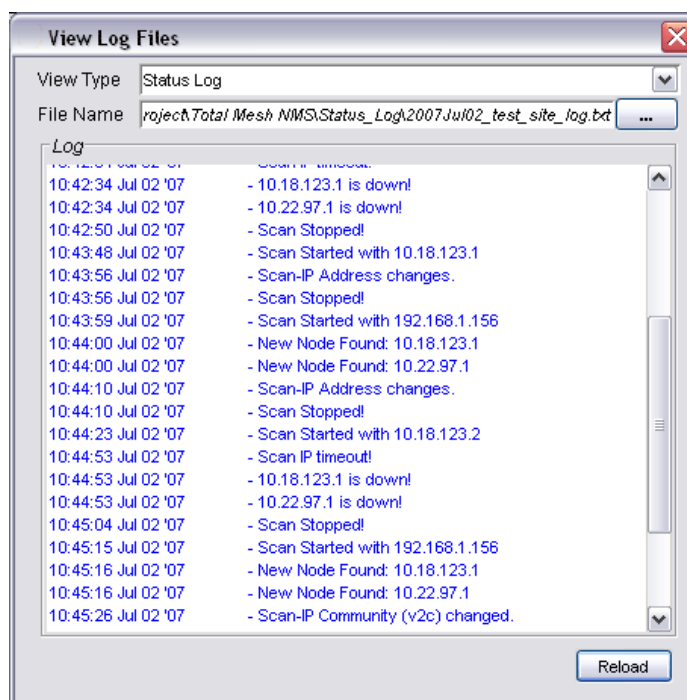 View Log Files
View Type Status Log
File Name roject\Total Mesh NMS\Status_Log\2007Jul02_test_site_log.txt ...
Log
10:42:34 Jul 02 '07 - 10.18.123.1 is down!
10:42:34 Jul 02 '07 - 10.22.97.1 is down!
10:42:50 Jul 02 '07 - Scan Stopped!
10:43:48 Jul 02 '07 - Scan Started with 10.18.123.1
10:43:56 Jul 02 '07 - Scan-IP Address changes.
10:43:56 Jul 02 '07 - Scan Stopped!
10:43:59 Jul 02 '07 - Scan Started with 192.168.1.156
10:44:00 Jul 02 '07 - New Node Found: 10.18.123.1
10:44:00 Jul 02 '07 - New Node Found: 10.22.97.1
10:44:10 Jul 02 '07 - Scan-IP Address changes.
10:44:10 Jul 02 '07 - Scan Stopped!
10:44:23 Jul 02 '07 - Scan Started with 10.18.123.2
10:44:53 Jul 02 '07 - Scan IP timeout!
10:44:53 Jul 02 '07 - 10.18.123.1 is down!
10:44:53 Jul 02 '07 - 10.22.97.1 is down!
10:45:04 Jul 02 '07 - Scan Stopped!
10:45:15 Jul 02 '07 - Scan Started with 192.168.1.156
10:45:16 Jul 02 '07 - New Node Found: 10.18.123.1
10:45:16 Jul 02 '07 - New Node Found: 10.22.97.1
10:45:26 Jul 02 '07 - Scan-IP Community (v2c) changed.
Reload